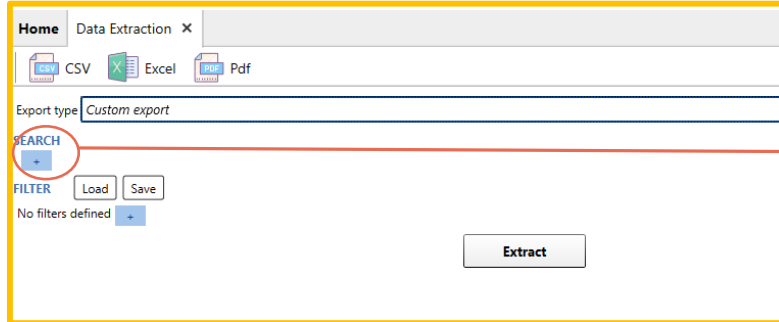 Home Data Extraction ×
CSV CSV Excel PDF Pdf
Export type Custom export
SEARCH
+
FILTER Load Save
No filters defined +
Extract